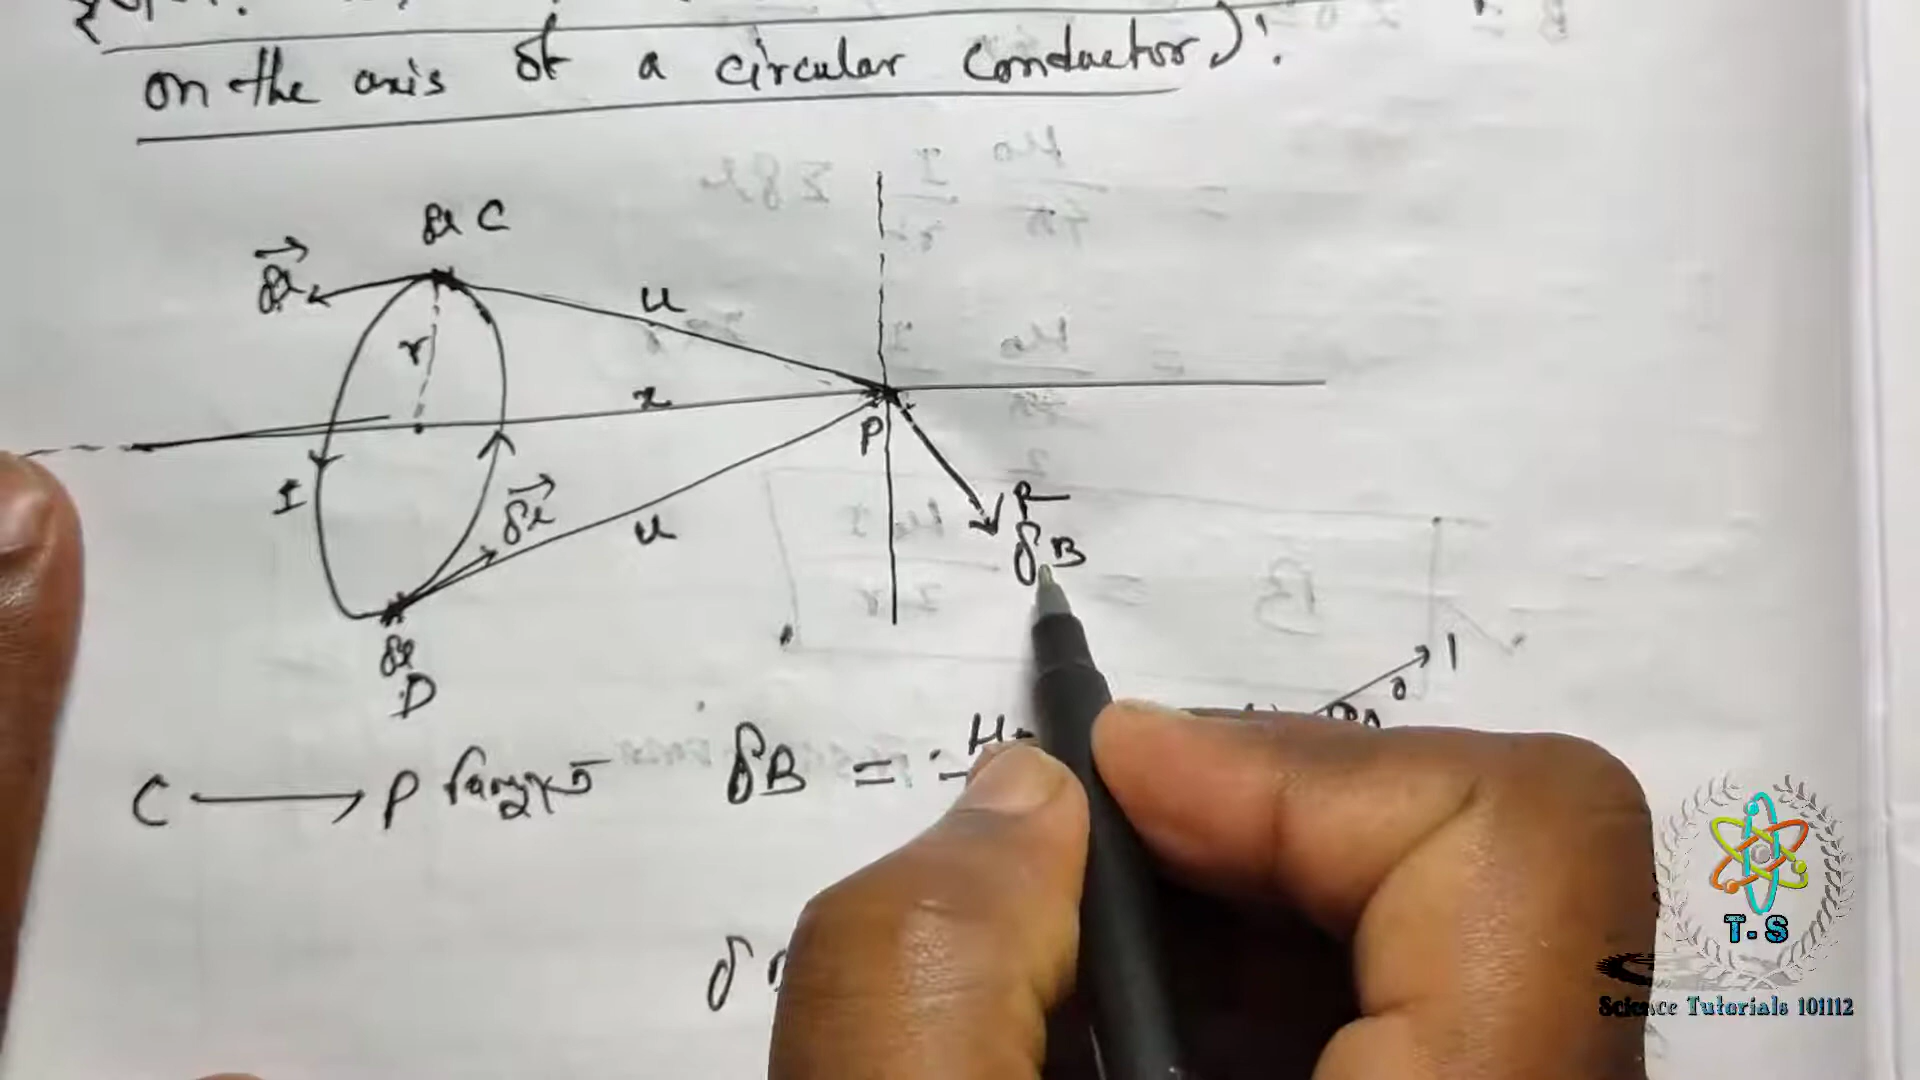 on the axis of a circular conductor):
δl C
δl
u
r
x
P
I
δl
δB
u
δl
D
C → P
δB =
δ
T.S
Science Tutorials 101112